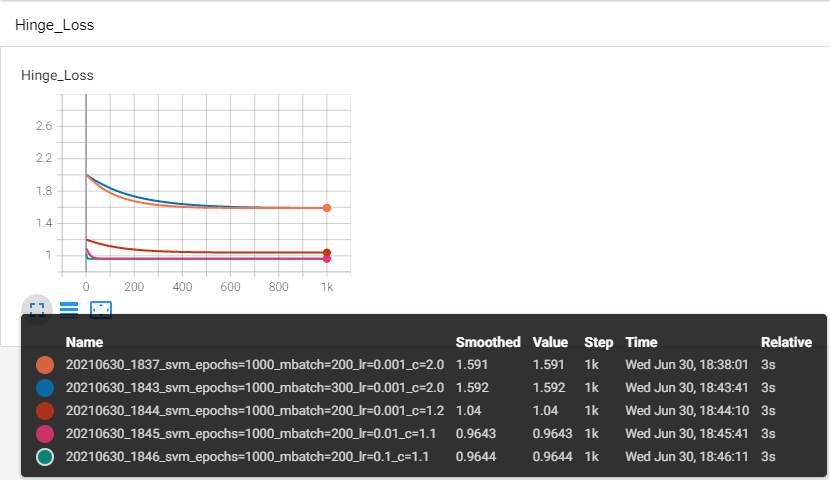 Hinge_Loss
Hinge_Loss
2.6
2.2
1.8
1.4
1
0 200 400 600 800 1k
Name Smoothed Value Step Time Relative
20210630_1837_svm_epochs=1000_mbatch=200_lr=0.001_c=2.0 1.591 1.591 1k Wed Jun 30, 18:38:01 3s
20210630_1843_svm_epochs=1000_mbatch=300_lr=0.001_c=2.0 1.592 1.592 1k Wed Jun 30, 18:43:41 3s
20210630_1844_svm_epochs=1000_mbatch=200_lr=0.001_c=1.2 1.04 1.04 1k Wed Jun 30, 18:44:10 3s
20210630_1845_svm_epochs=1000_mbatch=200_lr=0.01_c=1.1 0.9643 0.9643 1k Wed Jun 30, 18:45:41 3s
20210630_1846_svm_epochs=1000_mbatch=200_lr=0.1_c=1.1 0.9644 0.9644 1k Wed Jun 30, 18:46:11 3s